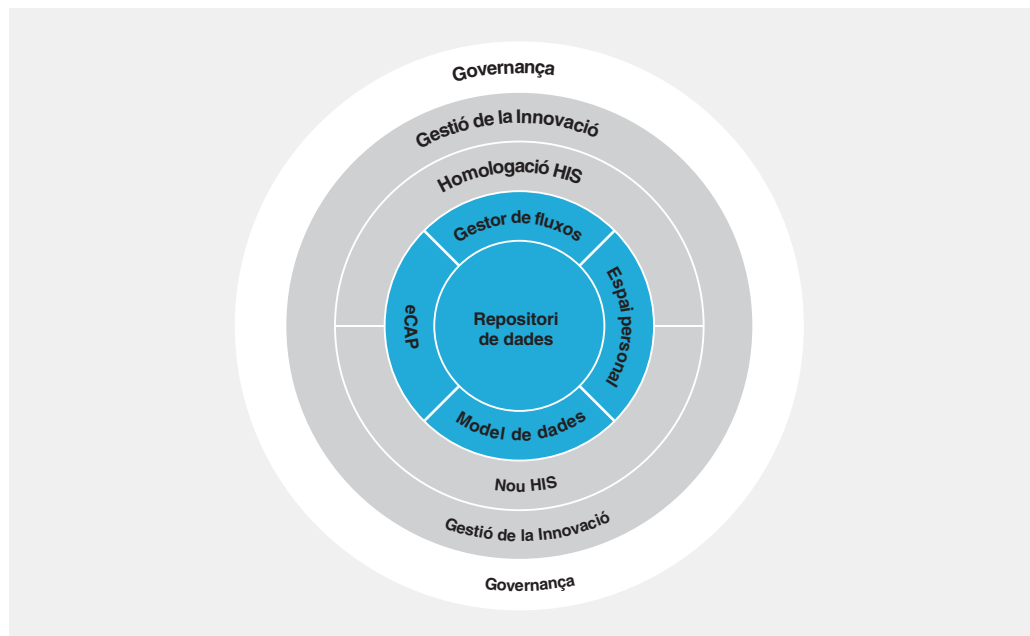 Governança
Gestió de la Innovació
Homologació HIS
Gestor de fluxos
eCAP
Repositori
de dades
Espai personal
Model de dades
Nou HIS
Gestió de la Innovació
Governança